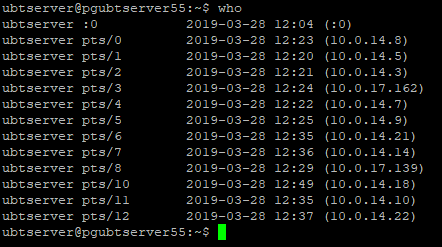 ubtserver@pgubtserver55:~$ who
ubtserver :0           2019-03-28 12:04 (:0)
ubtserver pts/0        2019-03-28 12:23 (10.0.14.8)
ubtserver pts/1        2019-03-28 12:20 (10.0.14.5)
ubtserver pts/2        2019-03-28 12:21 (10.0.14.3)
ubtserver pts/3        2019-03-28 12:24 (10.0.17.162)
ubtserver pts/4        2019-03-28 12:22 (10.0.14.7)
ubtserver pts/5        2019-03-28 12:25 (10.0.14.9)
ubtserver pts/6        2019-03-28 12:35 (10.0.14.21)
ubtserver pts/7        2019-03-28 12:36 (10.0.14.14)
ubtserver pts/8        2019-03-28 12:29 (10.0.17.139)
ubtserver pts/10       2019-03-28 12:49 (10.0.14.18)
ubtserver pts/11       2019-03-28 12:35 (10.0.14.10)
ubtserver pts/12       2019-03-28 12:37 (10.0.14.22)
ubtserver@pgubtserver55:~$